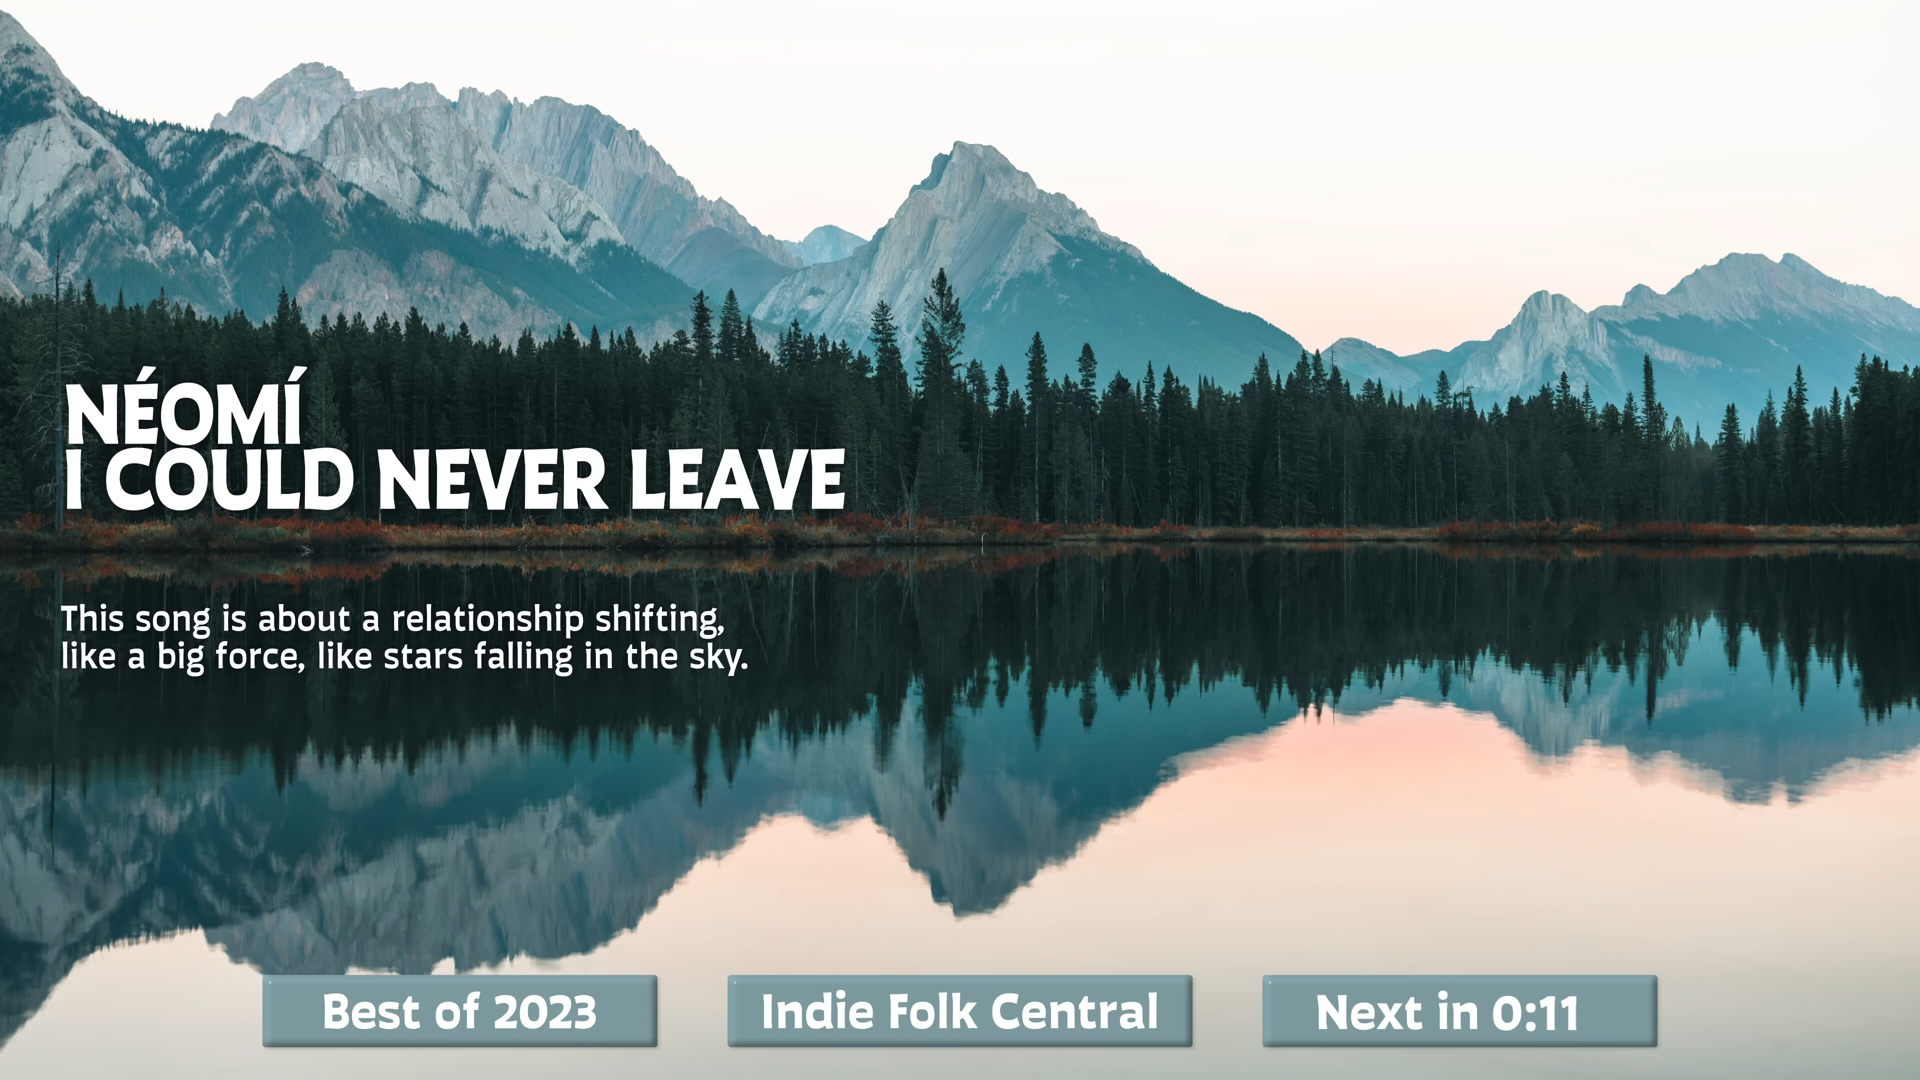 NÉOMÍ
I COULD NEVER LEAVE
This song is about a relationship shifting,
like a big force, like stars falling in the sky.
Best of 2023
Indie Folk Central
Next in 0:11